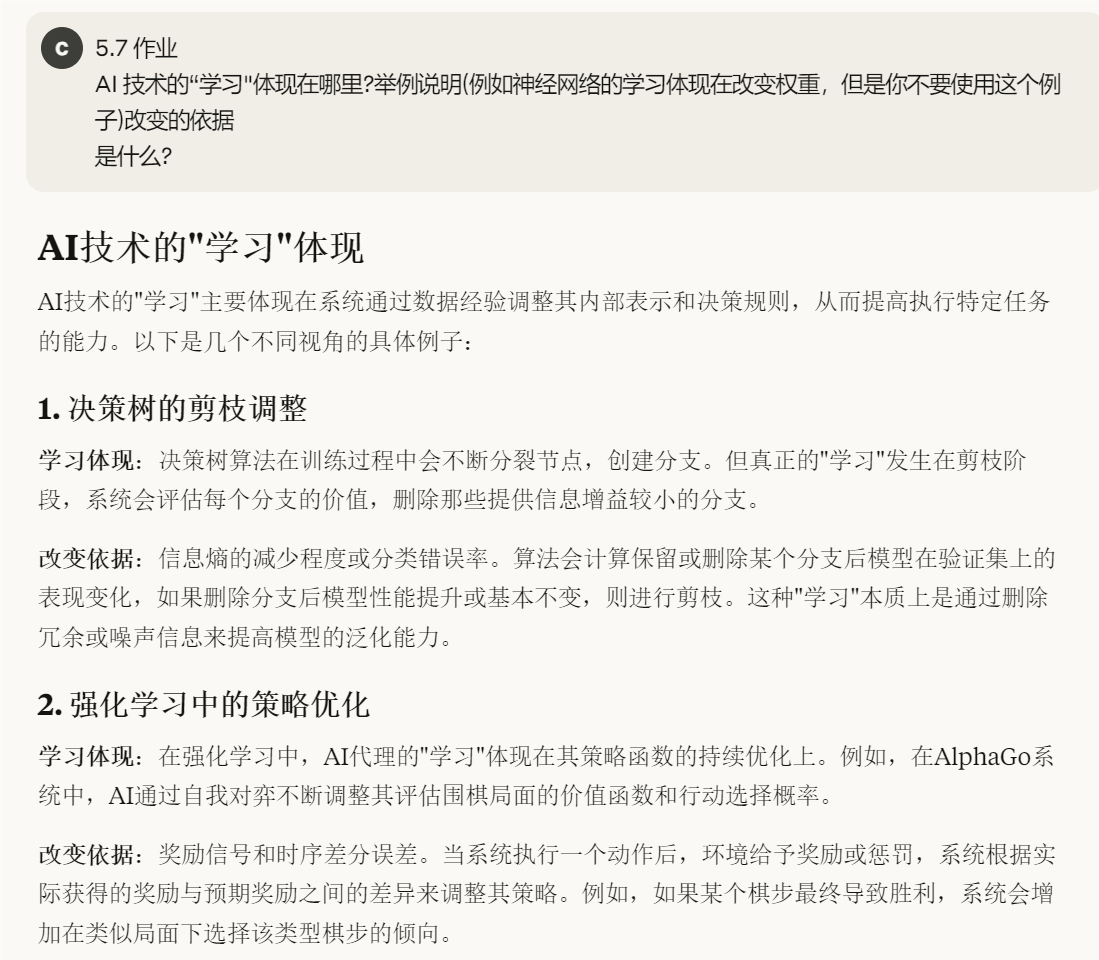 C
5.7 作业
AI 技术的“学习"体现在哪里?举例说明(例如神经网络的学习体现在改变权重，但是你不要使用这个例
子)改变的依据
是什么?
AI技术的"学习"体现
AI技术的"学习"主要体现在系统通过数据经验调整其内部表示和决策规则，从而提高执行特定任务
的能力。以下是几个不同视角的具体例子：
1. 决策树的剪枝调整
学习体现：决策树算法在训练过程中会不断分裂节点，创建分支。但真正的"学习"发生在剪枝阶
段，系统会评估每个分支的价值，删除那些提供信息增益较小的分支。
改变依据：信息熵的减少程度或分类错误率。算法会计算保留或删除某个分支后模型在验证集上的
表现变化，如果删除分支后模型性能提升或基本不变，则进行剪枝。这种"学习"本质上是通过删除
冗余或噪声信息来提高模型的泛化能力。
2. 强化学习中的策略优化
学习体现：在强化学习中，AI代理的"学习"体现在其策略函数的持续优化上。例如，在AlphaGo系
统中，AI通过自我对弈不断调整其评估围棋局面的价值函数和行动选择概率。
改变依据：奖励信号和时序差分误差。当系统执行一个动作后，环境给予奖励或惩罚，系统根据实
际获得的奖励与预期奖励之间的差异来调整其策略。例如，如果某个棋步最终导致胜利，系统会增
加在类似局面下选择该类型棋步的倾向。